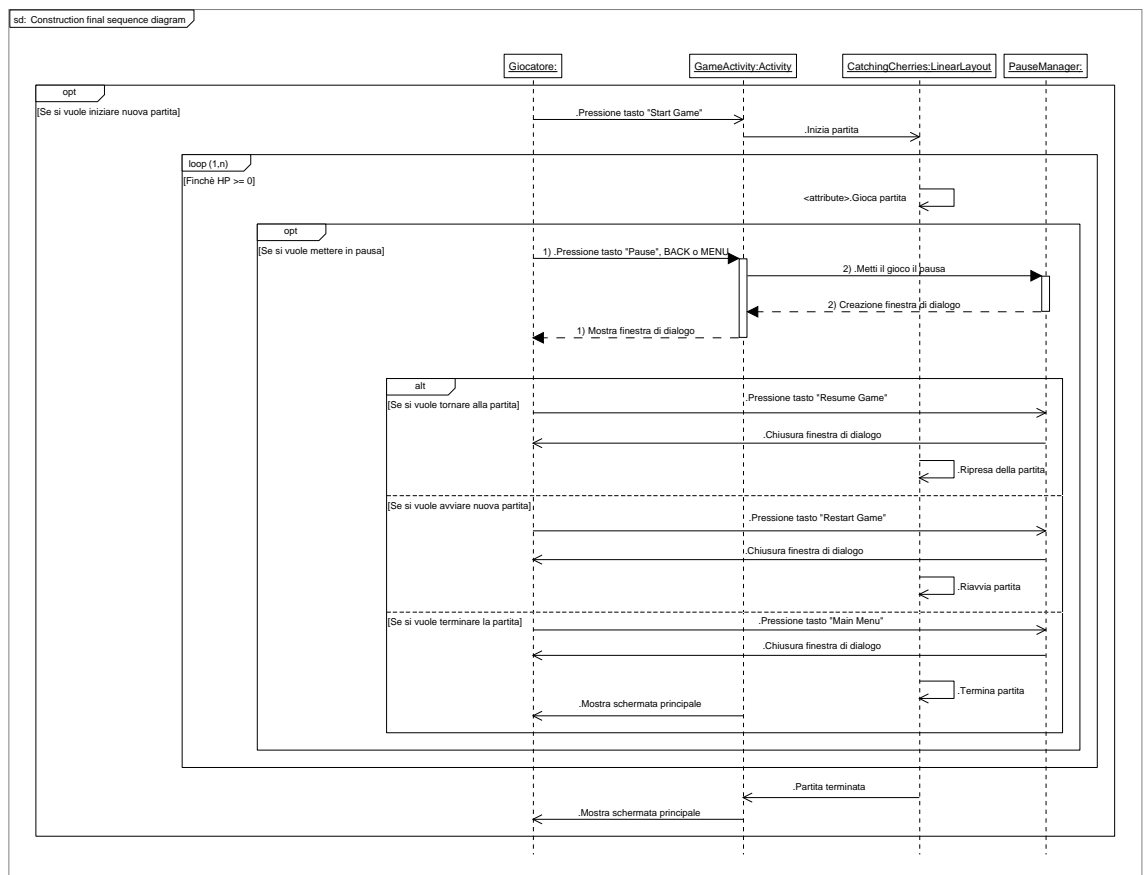 sd: Construction final sequence diagram
Giocatore:
GameActivity:Activity
CatchingCherries:LinearLayout
PauseManager:
opt
[Se si vuole iniziare nuova partita]
.Pressione tasto "Start Game"
.Inizia partita
loop (1,n)
[Finchè HP >= 0]
<attribute>.Gioca partita
opt
[Se si vuole mettere in pausa]
1) .Pressione tasto "Pause", BACK o MENU
2) .Metti il gioco il pausa
2) Creazione finestra di dialogo
1) Mostra finestra di dialogo
alt
[Se si vuole tornare alla partita]
.Pressione tasto "Resume Game"
.Chiusura finestra di dialogo
.Ripresa della partita
[Se si vuole avviare nuova partita]
.Pressione tasto "Restart Game"
.Chiusura finestra di dialogo
.Riavvia partita
[Se si vuole terminare la partita]
.Pressione tasto "Main Menu"
.Chiusura finestra di dialogo
.Termina partita
.Mostra schermata principale
.Partita terminata
.Mostra schermata principale